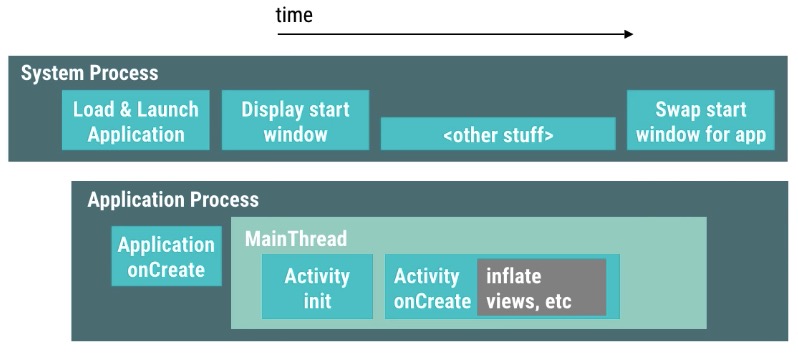 time
System Process
Load & Launch
Application
Display start
window
<other stuff>
Swap start
window for app
Application Process
Application
onCreate
MainThread
Activity
init
Activity
onCreate
inflate
views, etc